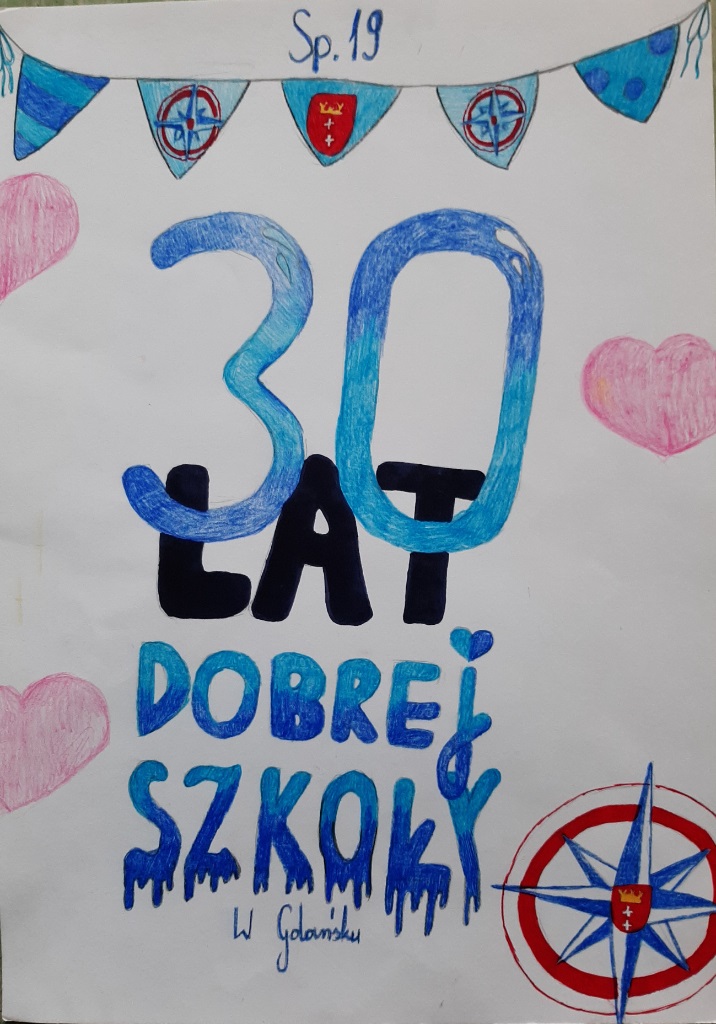 Sp. 19
30
LAT
DOBREj
SZKOŁY
W Gdańsku